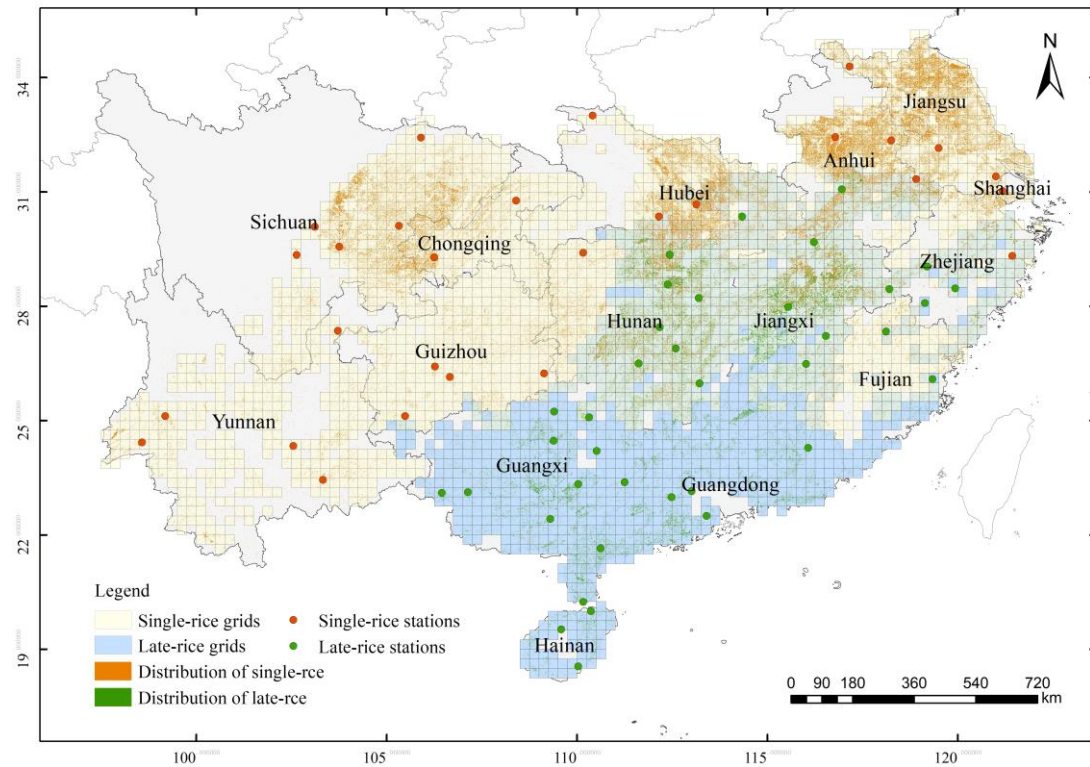 N
34
Jiangsu
Anhui
31
Hubei
Shanghai
Sichuan
Chongqing
Zhejiang
28
Hunan
Jiangxi
Guizhou
Fujian
25
Yunnan
Guangxi
Guangdong
22
Legend
Single-rice grids
Single-rice stations
Late-rice grids
Late-rice stations
Hainan
19
Distribution of single-rce
Distribution of late-rce
0 90 180 360 540 720
km
100 105 110 115 120